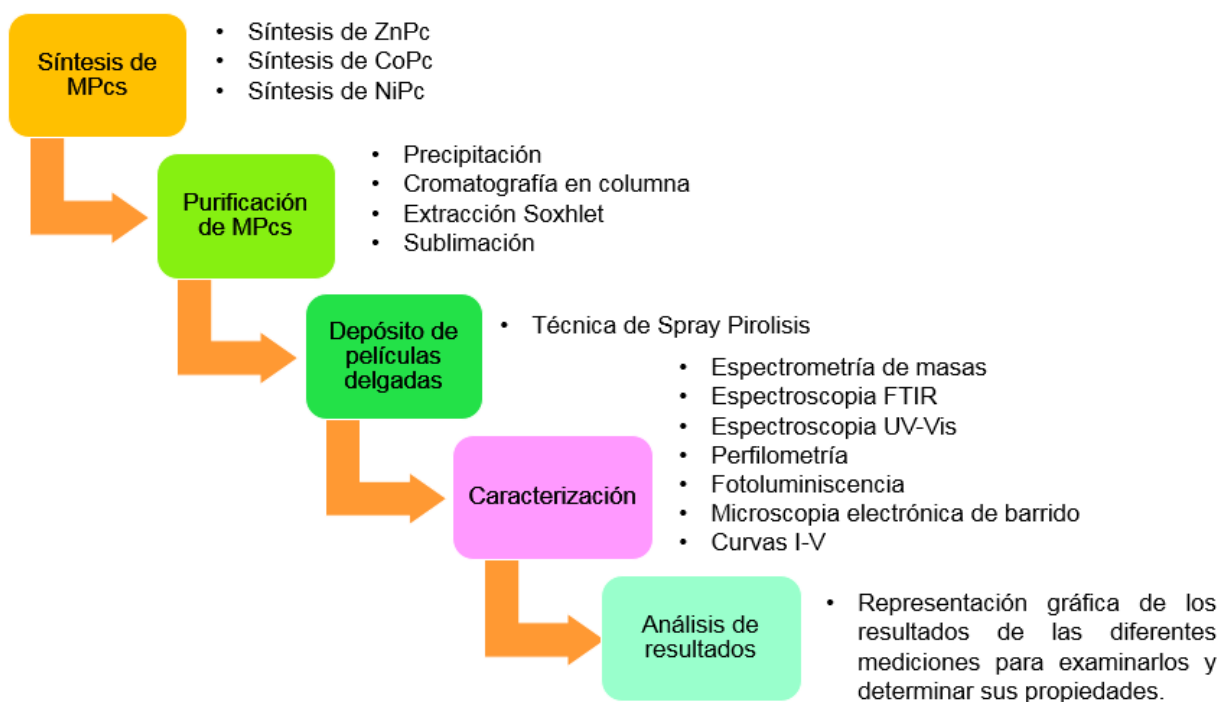 Síntesis de
MPcs
• Síntesis de ZnPc
• Síntesis de CoPc
• Síntesis de NiPc
Purificación
de MPcs
• Precipitación
• Cromatografía en columna
• Extracción Soxhlet
• Sublimación
Depósito de
películas
delgadas
• Técnica de Spray Pirolisis
Caracterización
• Espectrometría de masas
• Espectroscopia FTIR
• Espectroscopia UV-Vis
• Perfilometría
• Fotoluminiscencia
• Microscopia electrónica de barrido
• Curvas I-V
Análisis de
resultados
• Representación gráfica de los
resultados de las diferentes
mediciones para examinarlos y
determinar sus propiedades.